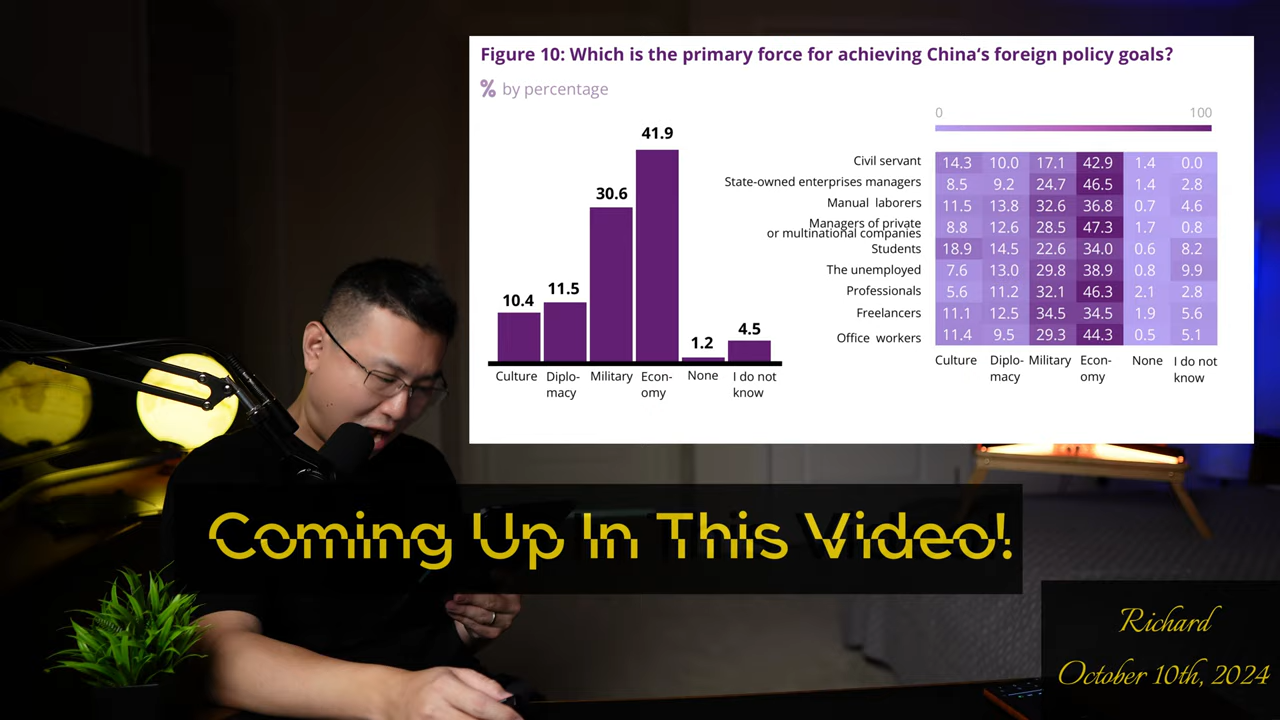 Figure 10: Which is the primary force for achieving China‘s foreign policy goals?
% by percentage
0 100
41.9
30.6
10.4
11.5
1.2
4.5
Culture Diplo-
macy Military Econ-
omy None I do not
know
Civil servant 14.3 10.0 17.1 42.9 1.4 0.0
State-owned enterprises managers 8.5 9.2 24.7 46.5 1.4 2.8
Manual laborers 11.5 13.8 32.6 36.8 0.7 4.6
Managers of private
or multinational companies 8.8 12.6 28.5 47.3 1.7 0.8
Students 18.9 14.5 22.6 34.0 0.6 8.2
The unemployed 7.6 13.0 29.8 38.9 0.8 9.9
Professionals 5.6 11.2 32.1 46.3 2.1 2.8
Freelancers 11.1 12.5 34.5 34.5 1.9 5.6
Office workers 11.4 9.5 29.3 44.3 0.5 5.1
Culture Diplo-
macy Military Econ-
omy None I do not
know
Coming Up In This Video!
Richard
October 10th, 2024